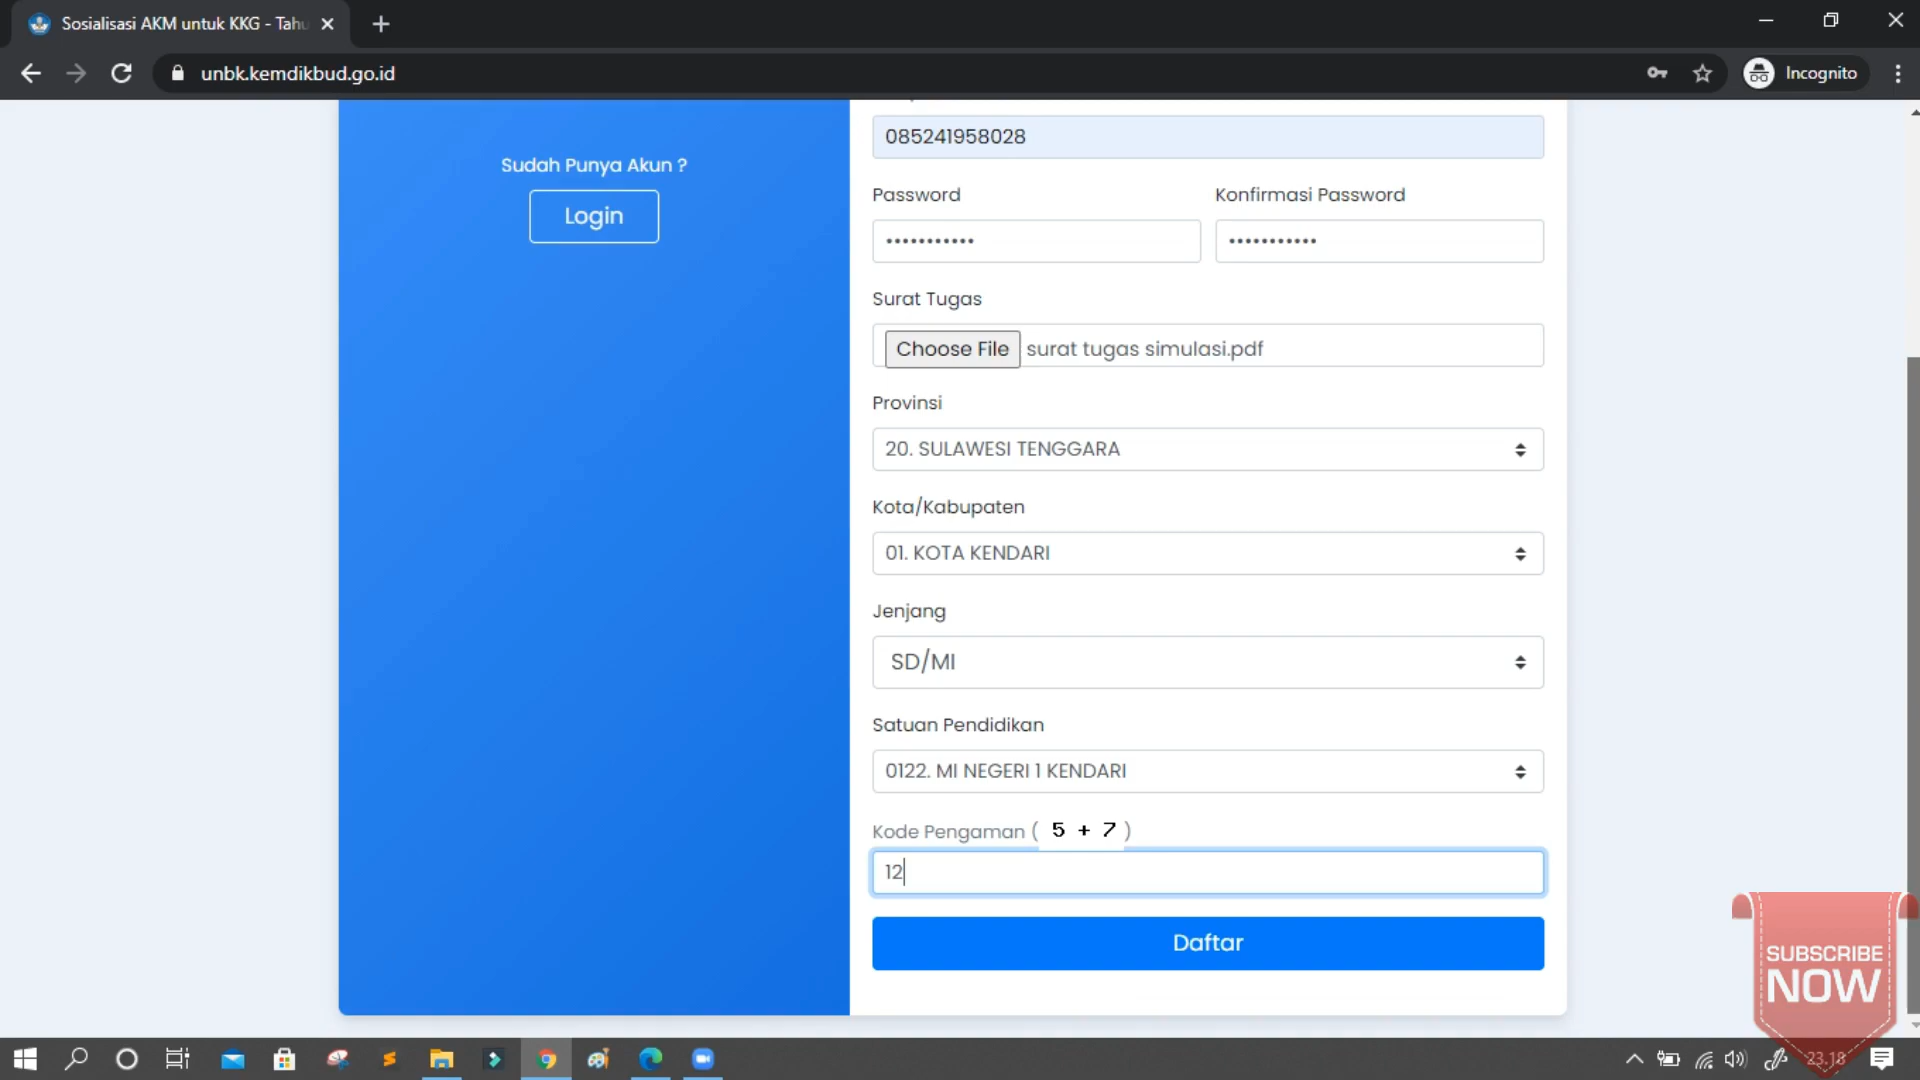 Sosialisasi AKM untuk KKG - Tahu
unbk.kemdikbud.go.id
Incognito
Sudah Punya Akun ?
Login
085241958028
Password
Konfirmasi Password
•••••••••••
•••••••••••
Surat Tugas
Choose File surat tugas simulasi.pdf
Provinsi
20. SULAWESI TENGGARA
Kota/Kabupaten
01. KOTA KENDARI
Jenjang
SD/MI
Satuan Pendidikan
0122. MI NEGERI 1 KENDARI
Kode Pengaman ( 5 + 7 )
12
Daftar
SUBSCRIBE
NOW
23.18